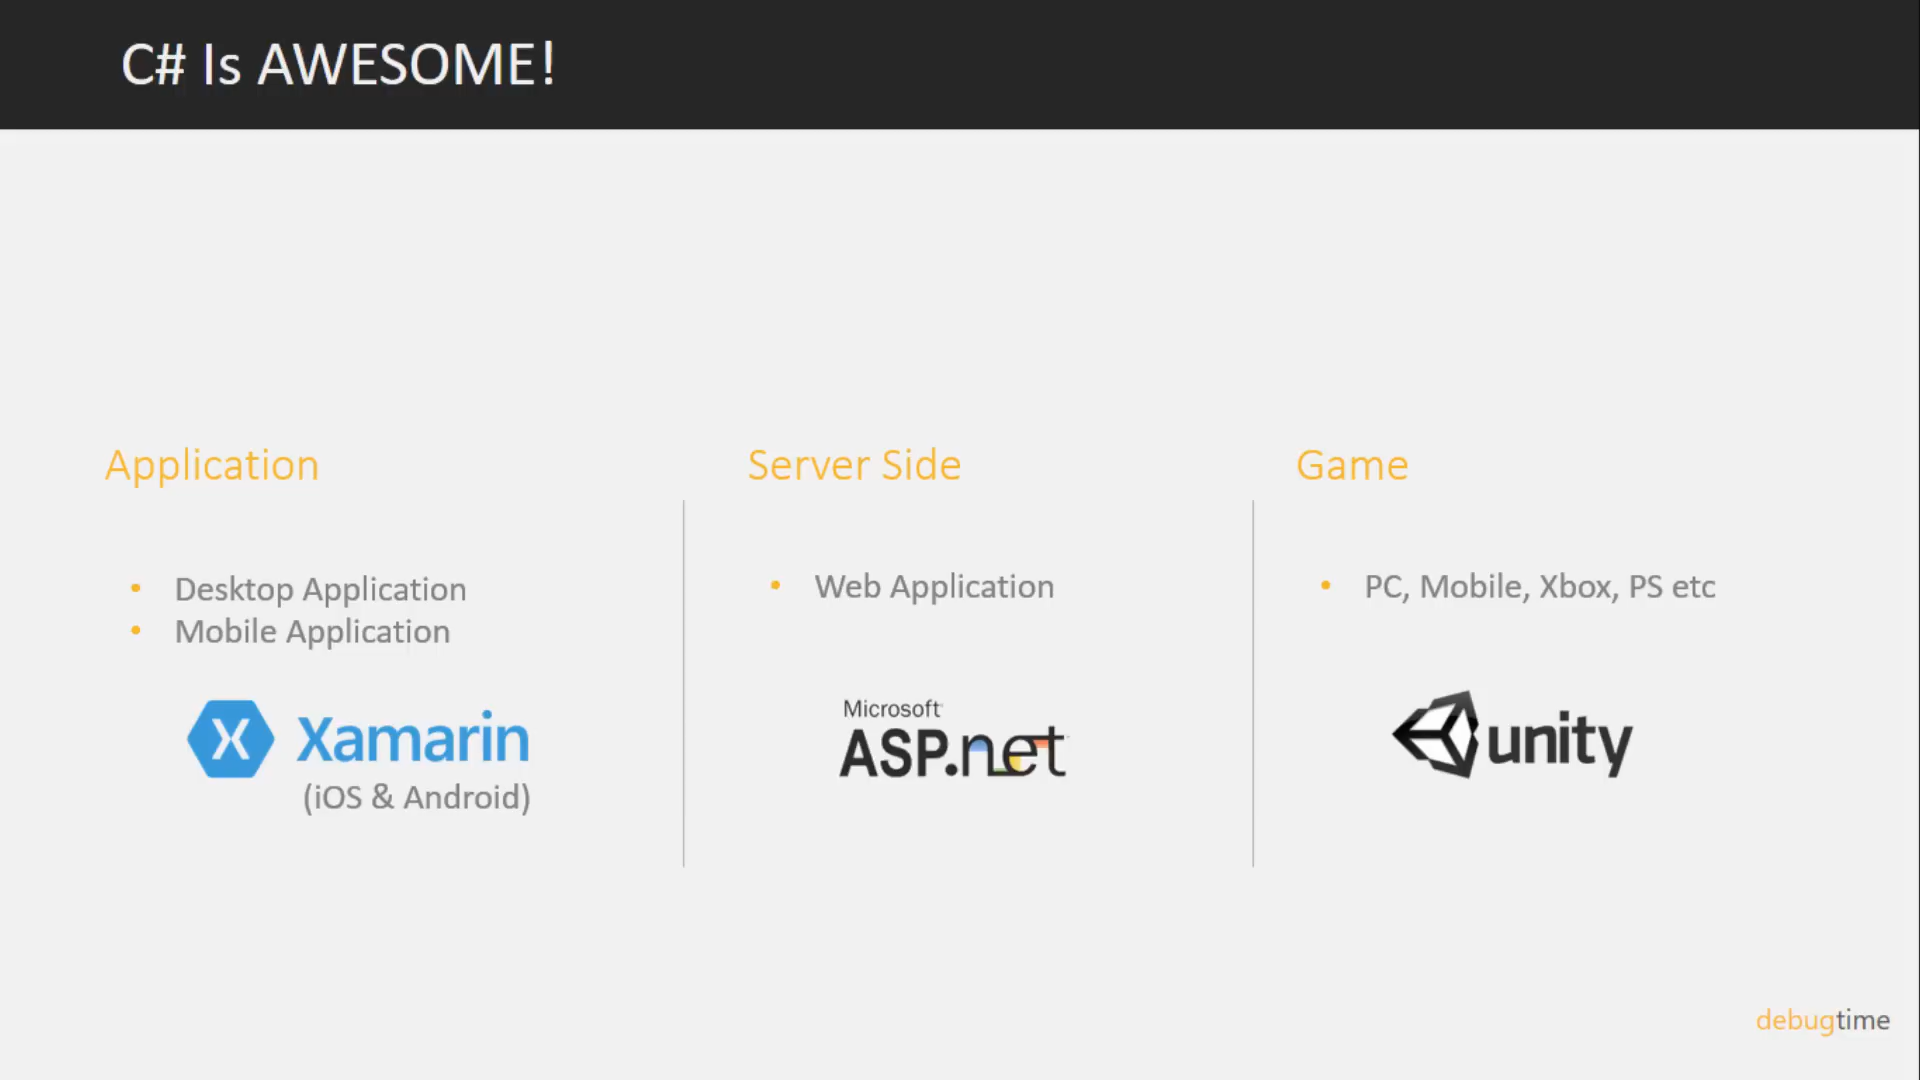 C# Is AWESOME!
Application
• Desktop Application
• Mobile Application
Xamarin
(iOS & Android)
Server Side
• Web Application
Microsoft
ASP.net
Game
• PC, Mobile, Xbox, PS etc
unity
debugtime